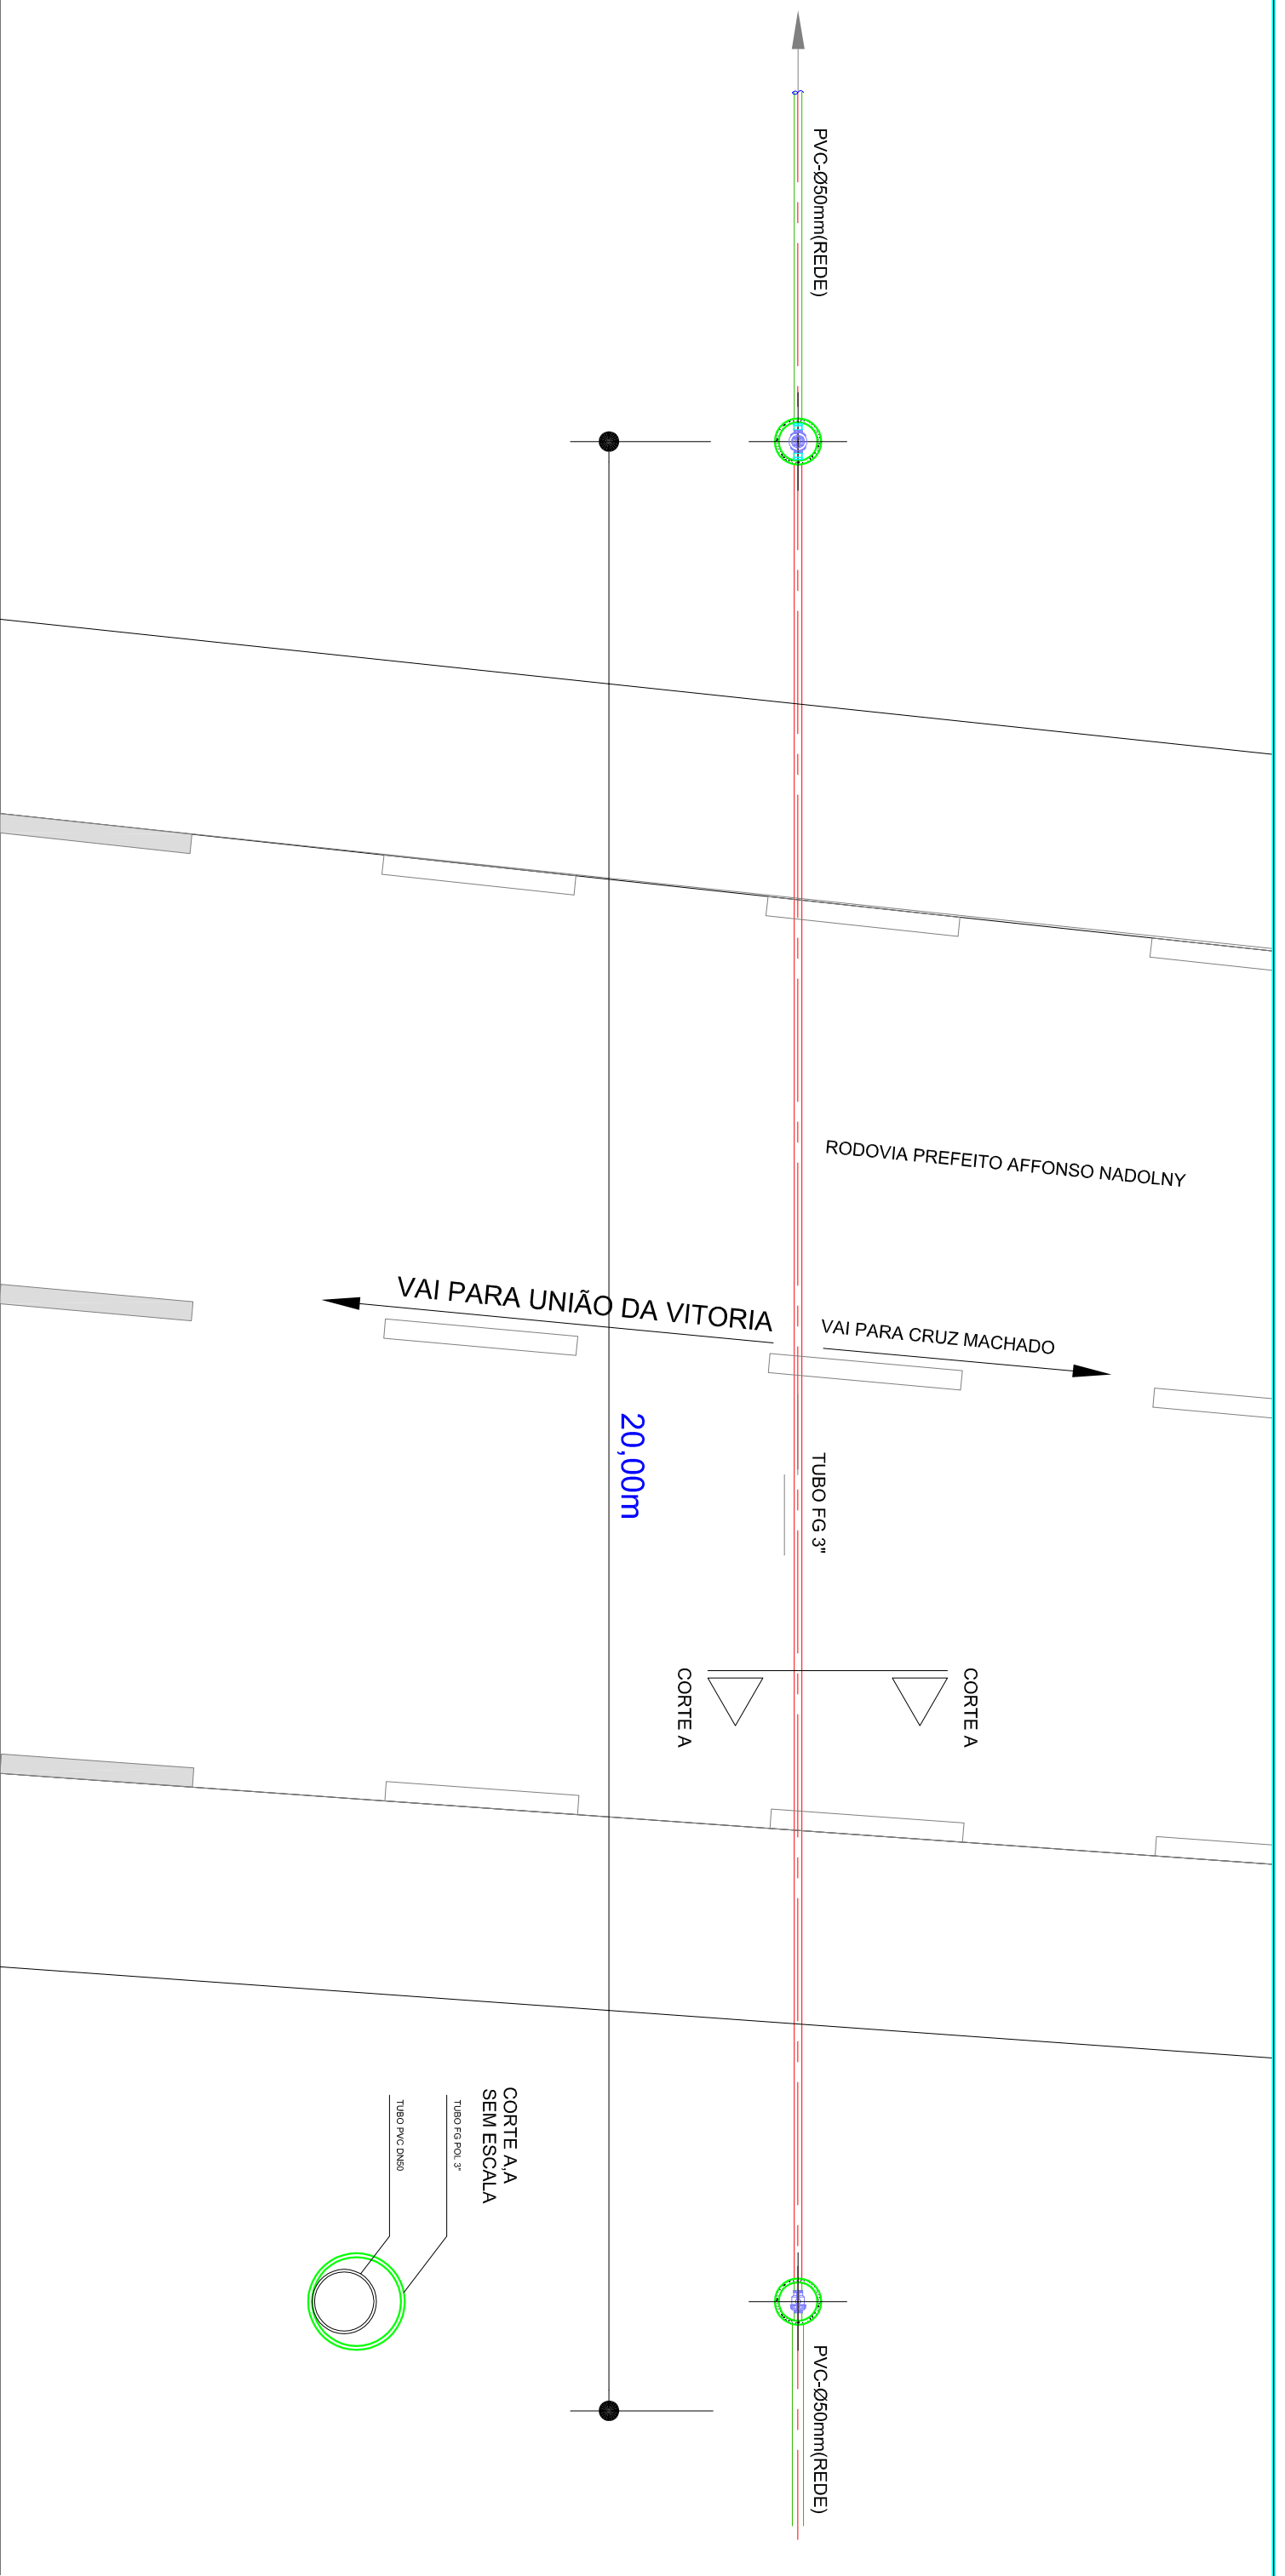 PVC-Ø50mm(REDE)
RODOVIA PREFEITO AFFONSO NADOLNY
VAI PARA UNIÃO DA VITORIA
VAI PARA CRUZ MACHADO
20,00m
TUBO FG 3"
CORTE A
CORTE A
CORTE A,A
SEM ESCALA
TUBO FG POL 3"
TUBO PVC DN50
PVC-Ø50mm(REDE)